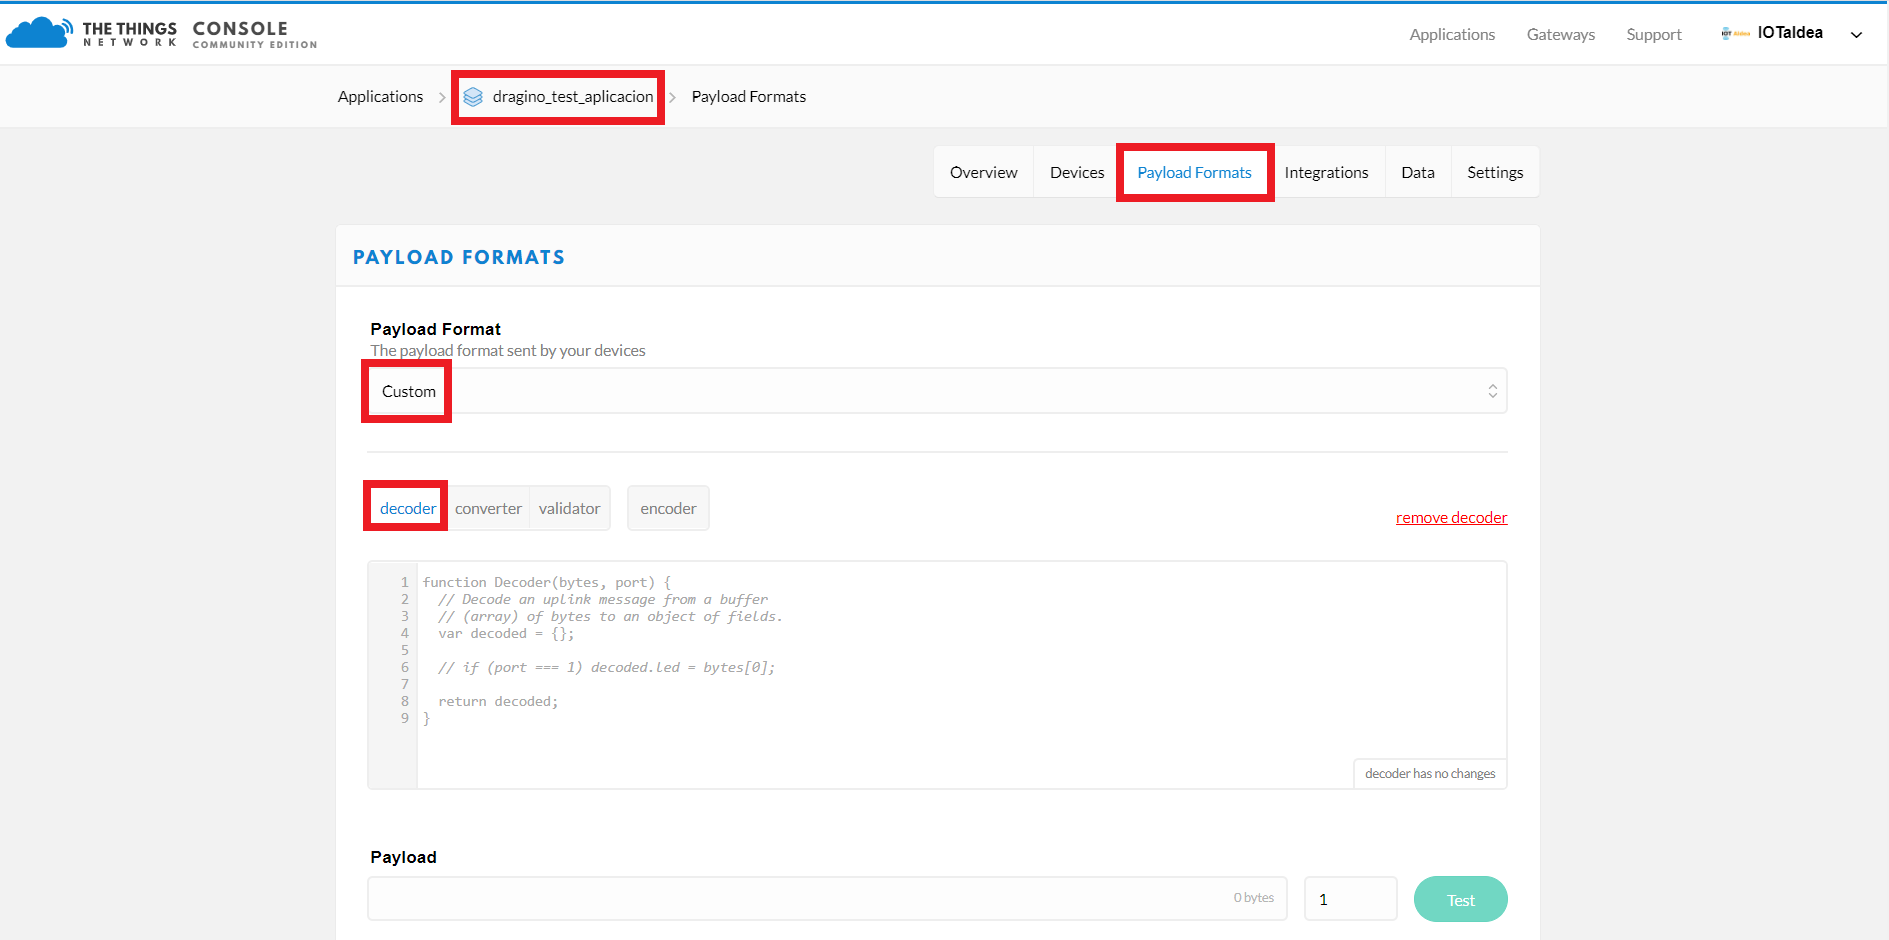 THE THINGS NETWORK CONSOLE COMMUNITY EDITION
Applications Gateways Support IOT Aldea IOTaldea
Applications dragino_test_aplicacion Payload Formats
Overview Devices Payload Formats Integrations Data Settings
PAYLOAD FORMATS
Payload Format
The payload format sent by your devices
Custom
decoder converter validator encoder
remove decoder
1 function Decoder(bytes, port) {
2 // Decode an uplink message from a buffer
3 // (array) of bytes to an object of fields.
4 var decoded = {};
5
6 // if (port === 1) decoded.led = bytes[0];
7
8 return decoded;
9 }
decoder has no changes
Payload
0 bytes 1 Test